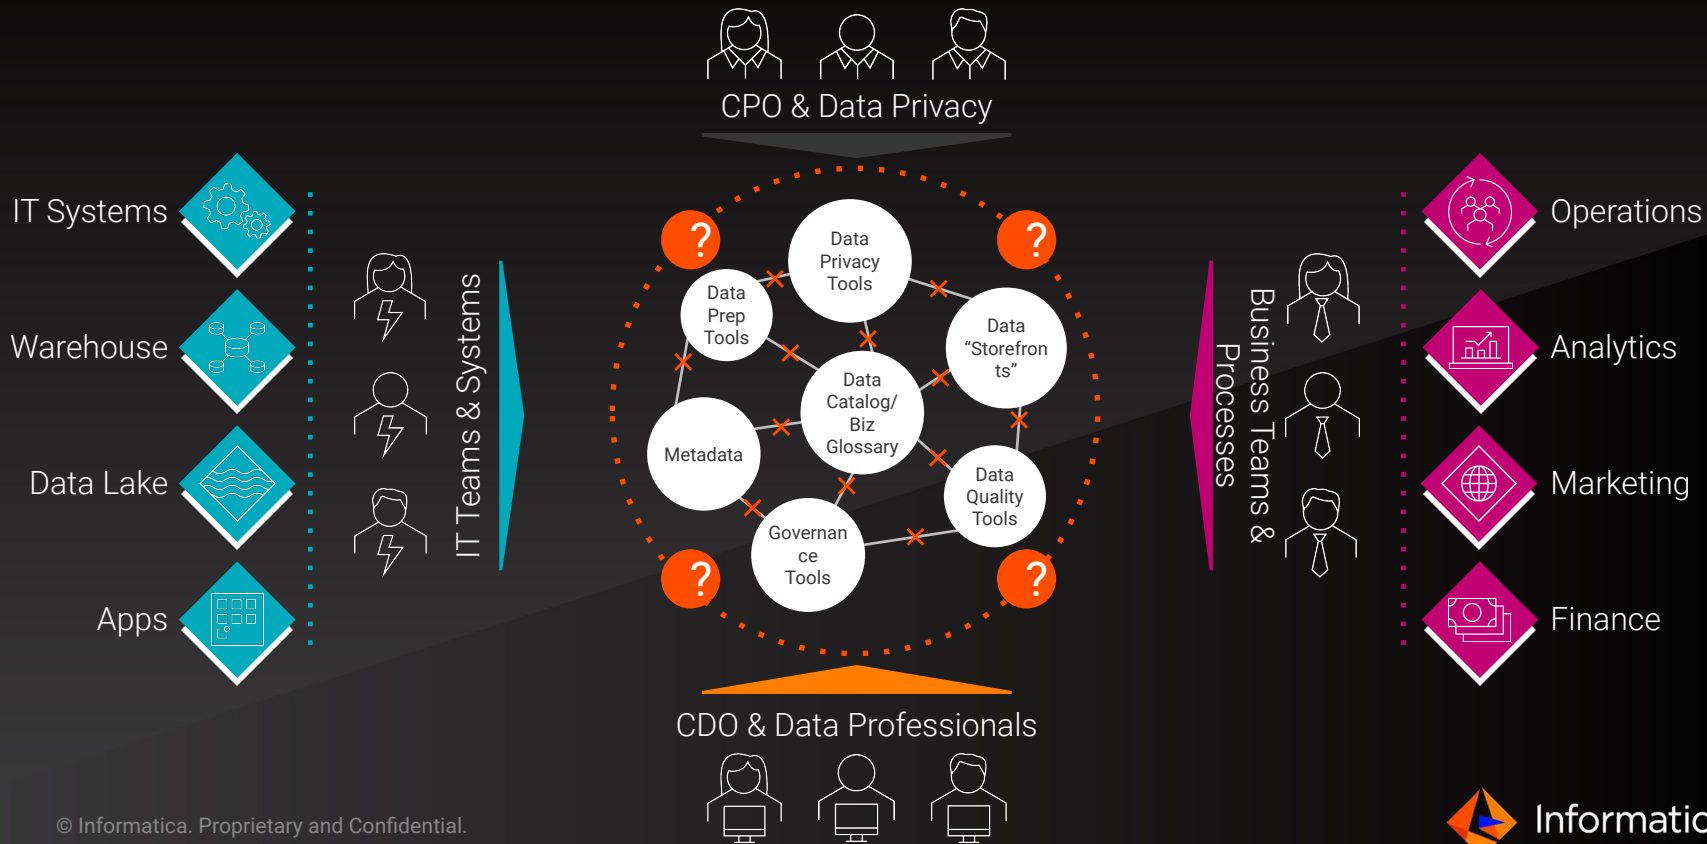 CPO & Data Privacy
IT Systems
Warehouse
Data Lake
Apps
IT Teams & Systems
?
?
Data
Privacy
Tools
Data
Prep
Tools
Data
“Storefron
ts”
Data
Catalog/
Biz
Glossary
Metadata
Data
Quality
Tools
Governan
ce
Tools
?
?
Business Teams &
Processes
Operations
Analytics
Marketing
Finance
CDO & Data Professionals
© Informatica. Proprietary and Confidential.
Informatic